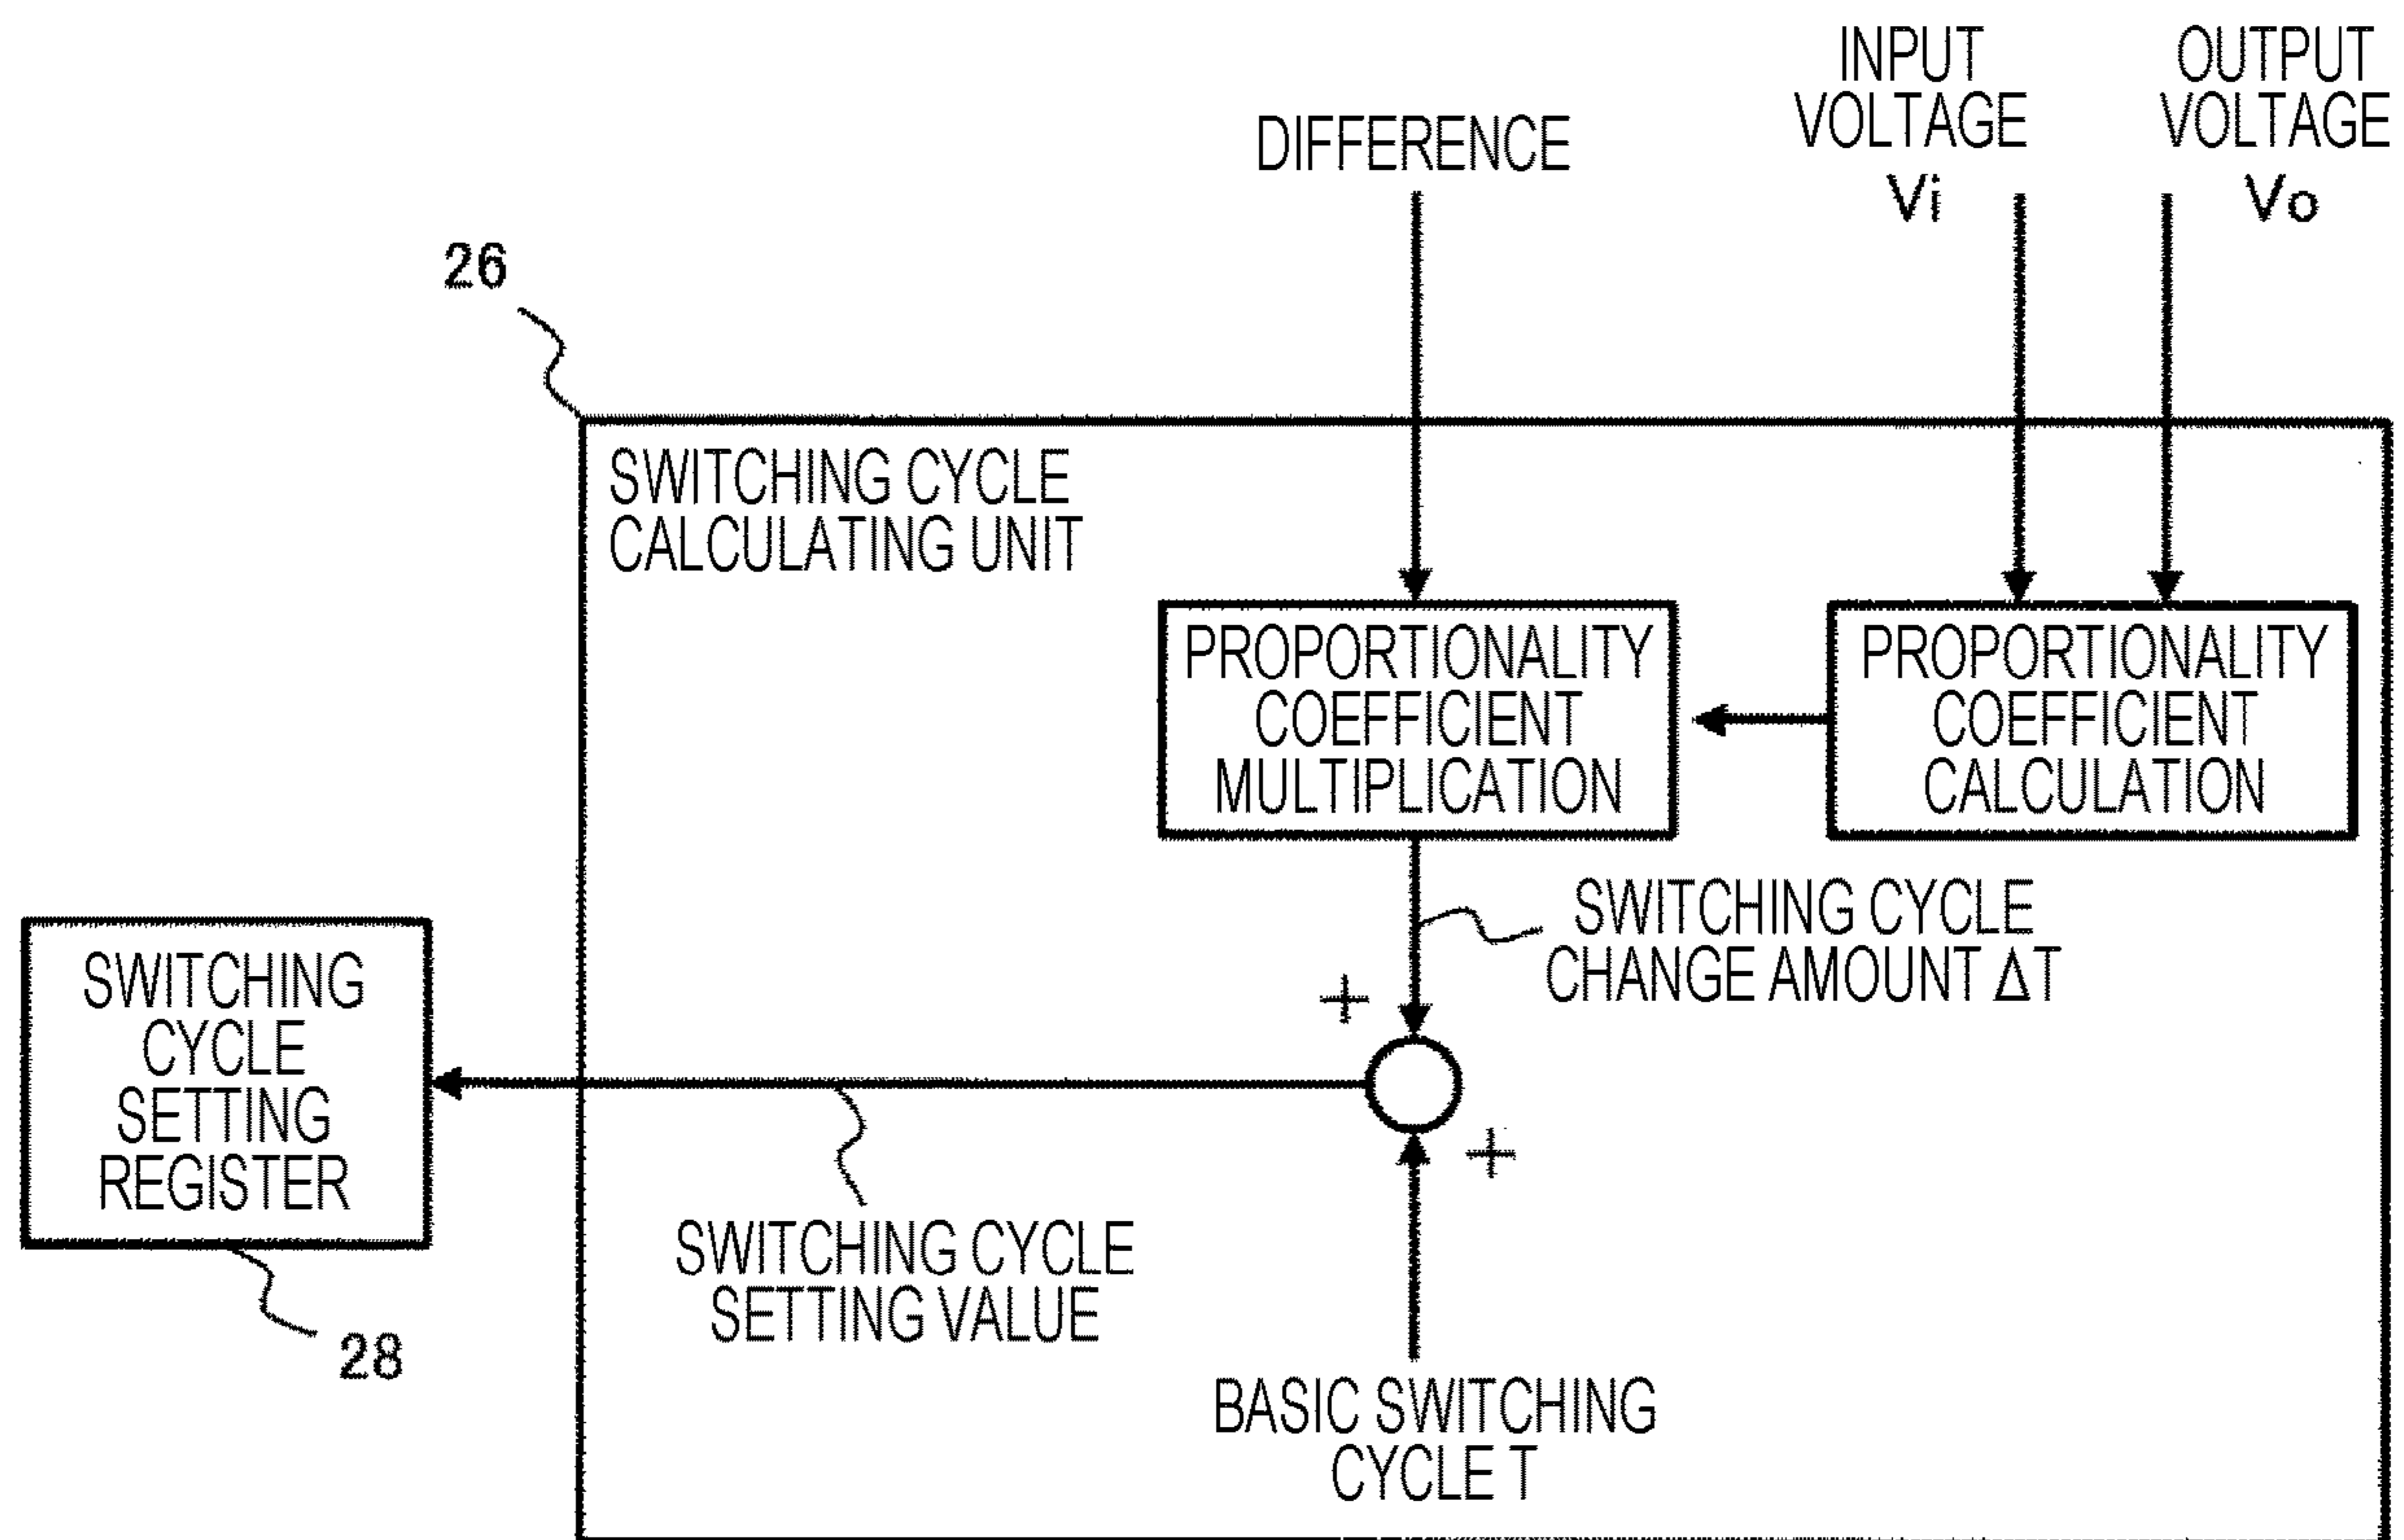 INPUT
VOLTAGE
Vi
OUTPUT
VOLTAGE
Vo
DIFFERENCE
26
SWITCHING CYCLE
CALCULATING UNIT
PROPORTIONALITY
COEFFICIENT
MULTIPLICATION
PROPORTIONALITY
COEFFICIENT
CALCULATION
SWITCHING CYCLE
CHANGE AMOUNT ΔT
+
+
SWITCHING
CYCLE
SETTING
REGISTER
28
SWITCHING CYCLE
SETTING VALUE
BASIC SWITCHING
CYCLE T